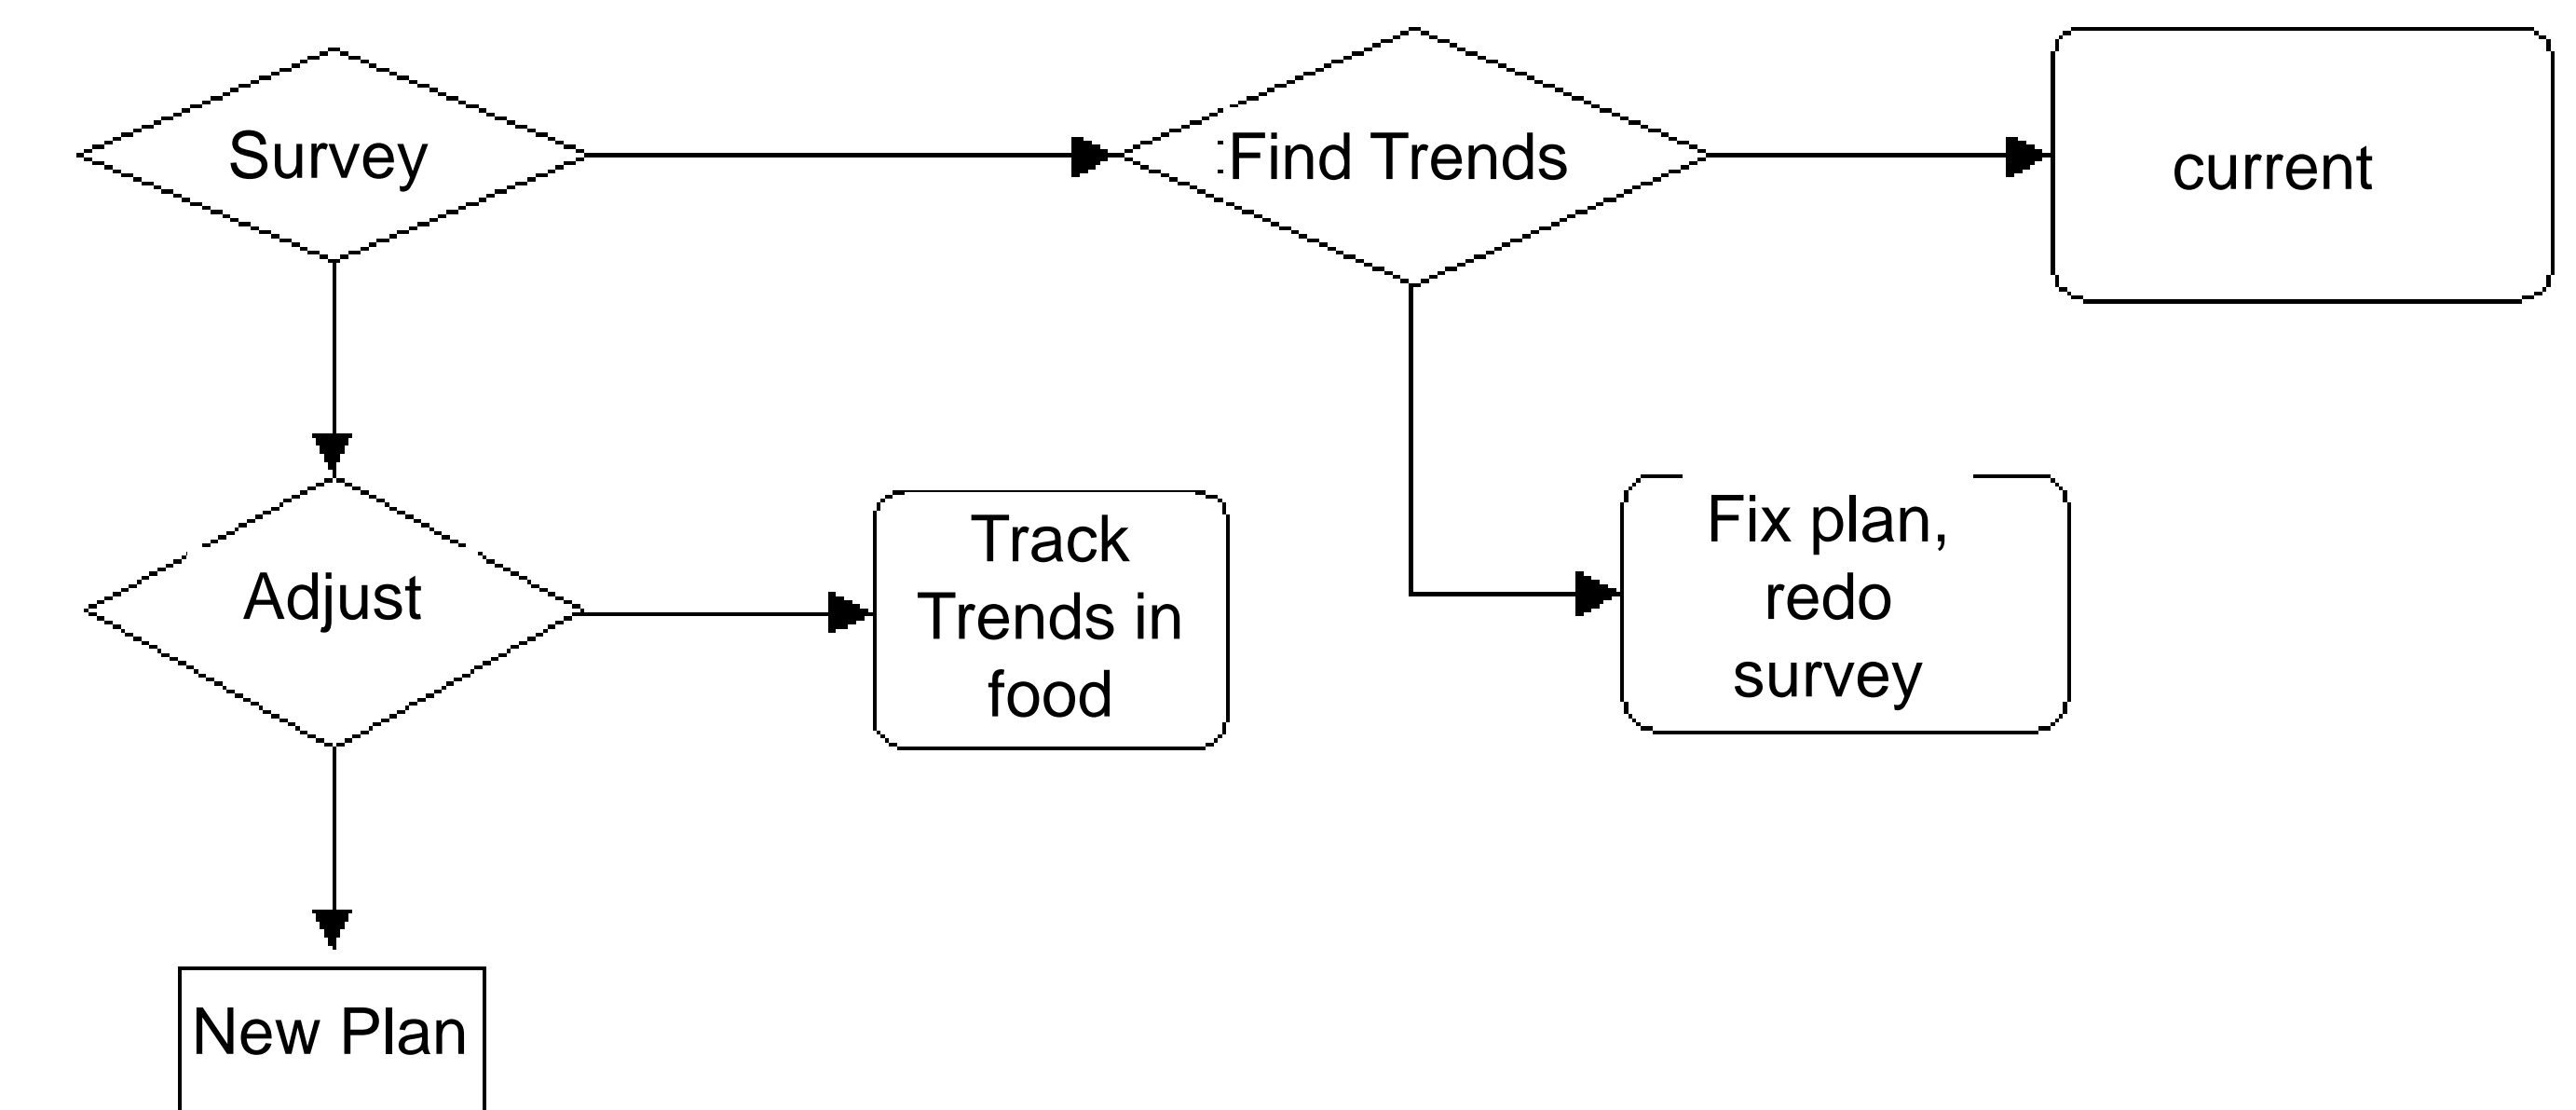 Survey
Find Trends
current
Adjust
Track
Trends in
food
Fix plan,
redo
survey
New Plan